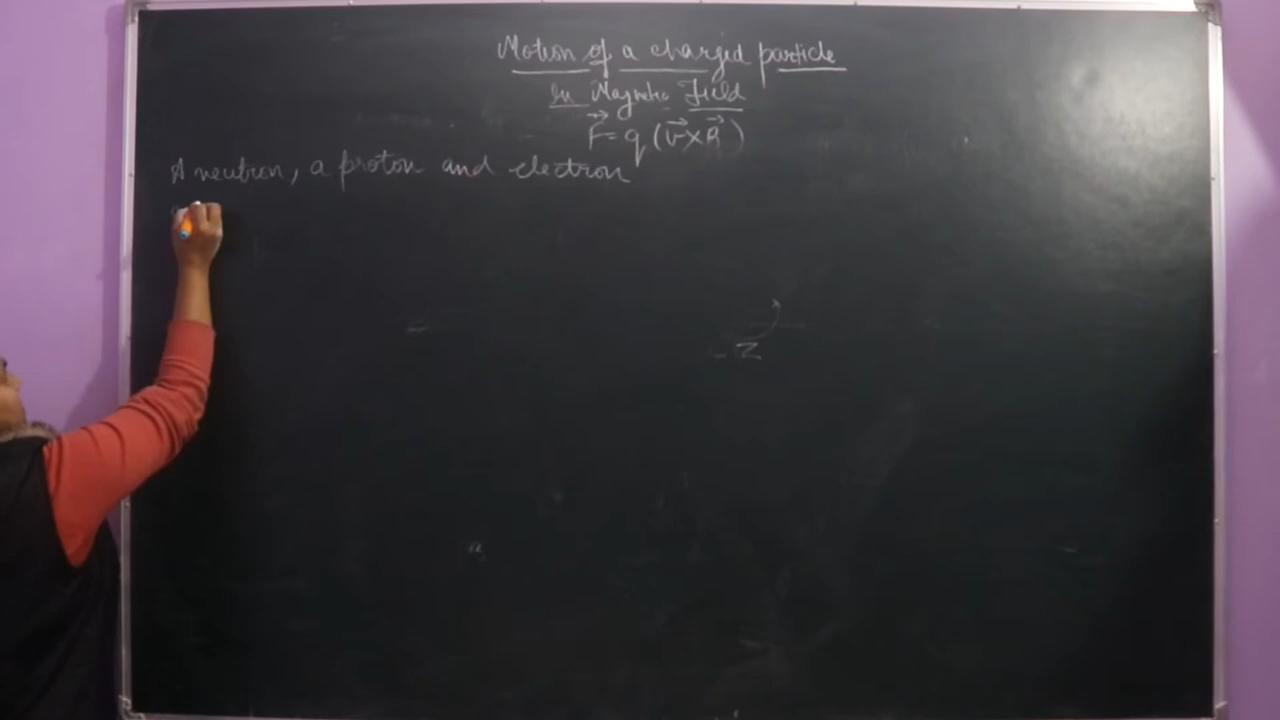 Motion of a charged particle
In Magnetic Field
F = q (v × B)
A neutron, a proton and electron
Z